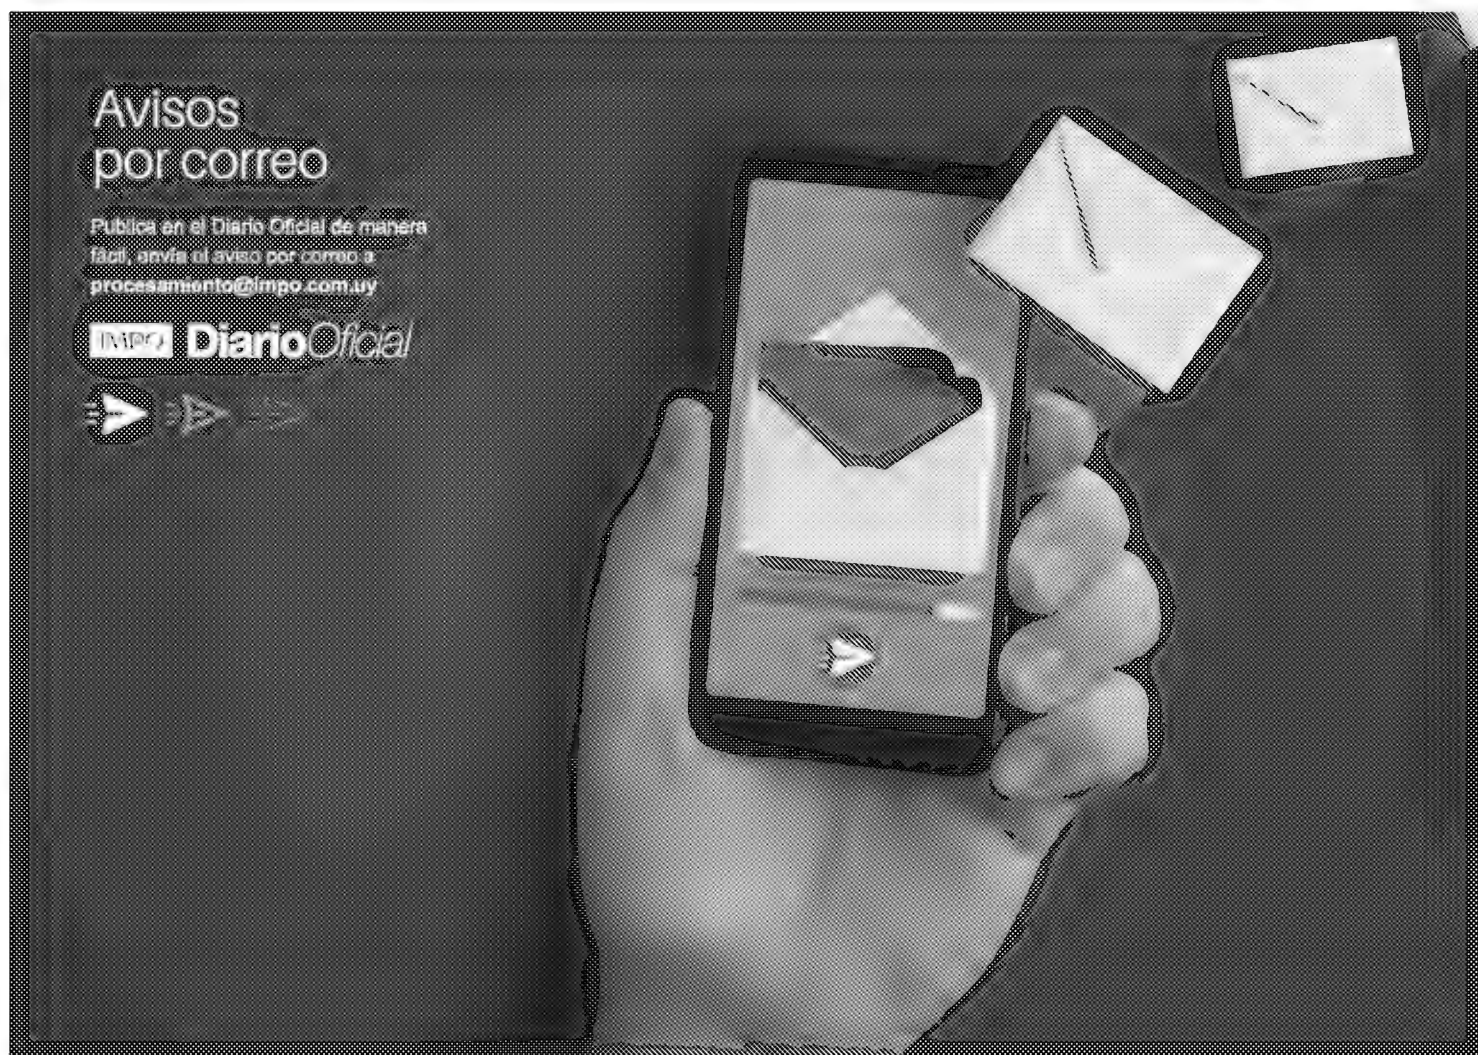 Avisos
por correo
Publica en el Diario Oficial de manera
fácil, envía el aviso por correo a
procesamiento@impo.com.uy
IMPO DiarioOficial